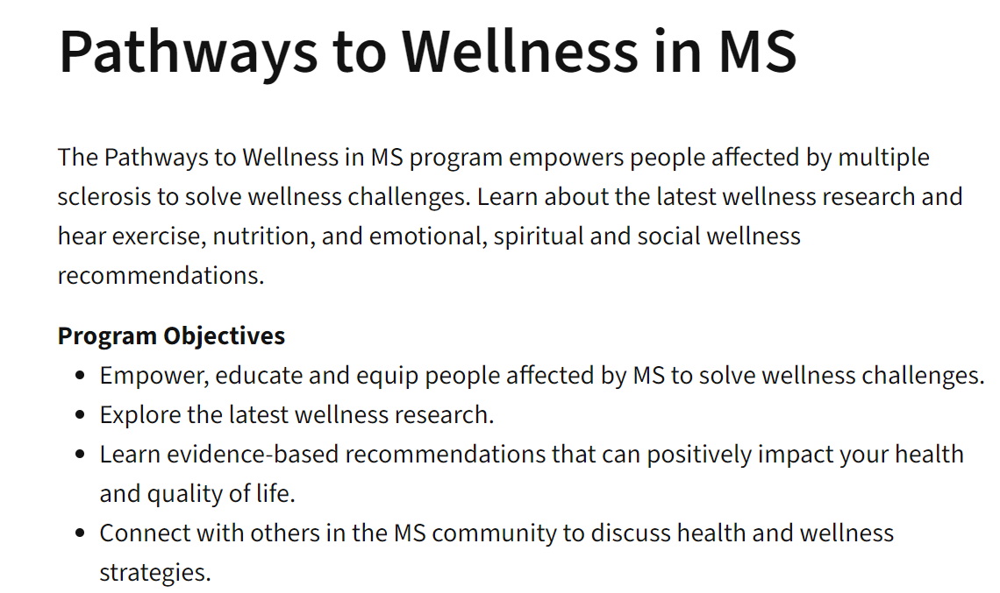 Pathways to Wellness in MS
The Pathways to Wellness in MS program empowers people affected by multiple
sclerosis to solve wellness challenges. Learn about the latest wellness research and
hear exercise, nutrition, and emotional, spiritual and social wellness
recommendations.
Program Objectives
• Empower, educate and equip people affected by MS to solve wellness challenges.
• Explore the latest wellness research.
• Learn evidence-based recommendations that can positively impact your health
and quality of life.
• Connect with others in the MS community to discuss health and wellness
strategies.